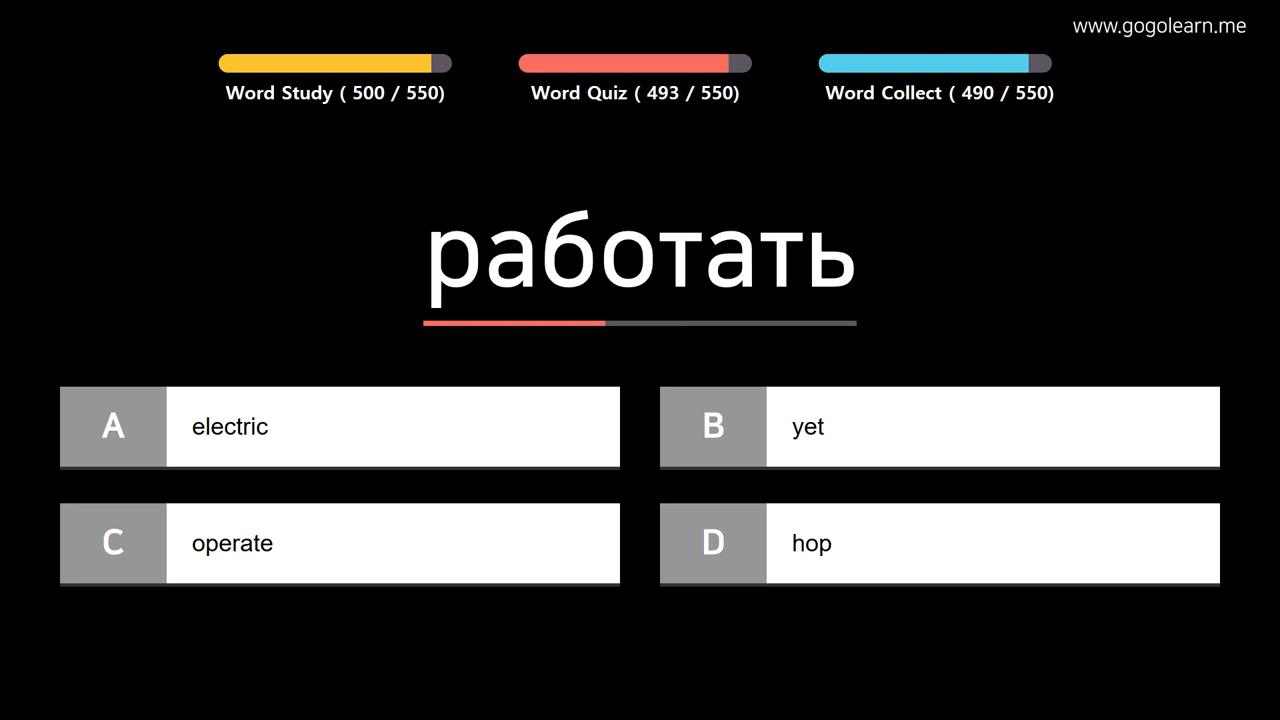 www.gogolearn.me
Word Study ( 500 / 550)
Word Quiz ( 493 / 550)
Word Collect ( 490 / 550)
работать
A electric
B yet
C operate
D hop